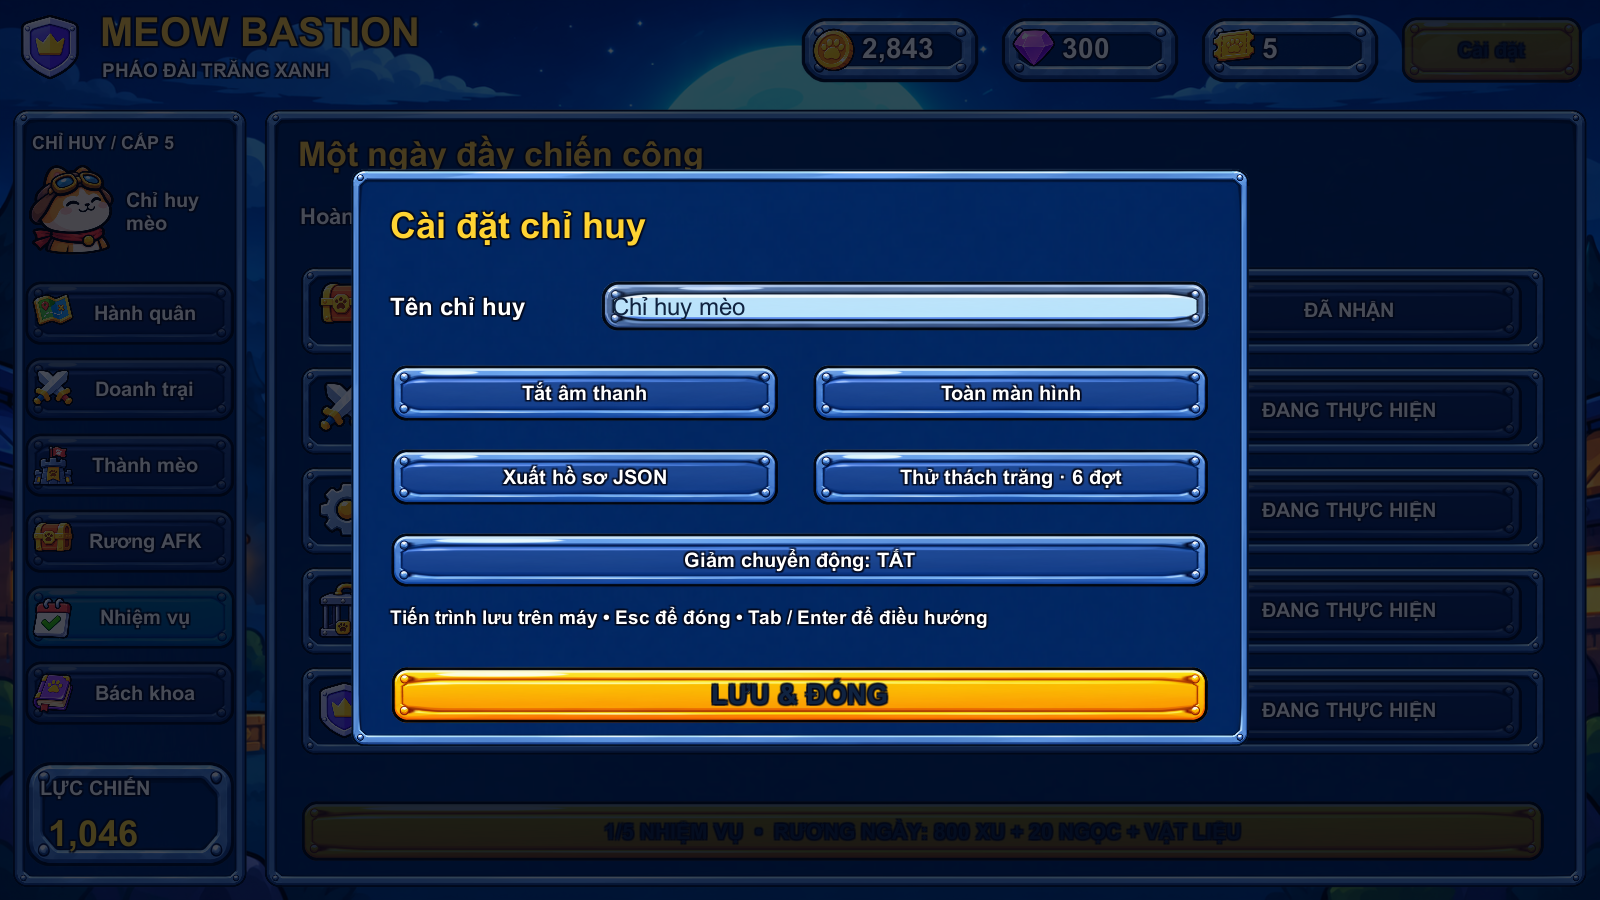 MEOW BASTION
PHÁO ĐÀI TRĂNG XANH
2,843
300
5
Cài đặt
CHỈ HUY / CẤP 5
Chỉ huy
mèo
Hành quân
Doanh trại
Thành mèo
Rương AFK
Nhiệm vụ
Bách khoa
LỰC CHIẾN
1,046
Một ngày đầy chiến công
Hoàn
Cài đặt chỉ huy
Tên chỉ huy
Chỉ huy mèo
Tắt âm thanh
Toàn màn hình
Xuất hồ sơ JSON
Thử thách trăng · 6 đợt
Giảm chuyển động: TẮT
Tiến trình lưu trên máy • Esc để đóng • Tab / Enter để điều hướng
LƯU & ĐÓNG
ĐÃ NHẬN
ĐANG THỰC HIỆN
ĐANG THỰC HIỆN
ĐANG THỰC HIỆN
ĐANG THỰC HIỆN
1/5 NHIỆM VỤ • RƯƠNG NGÀY: 800 XU + 20 NGỌC + VẬT LIỆU